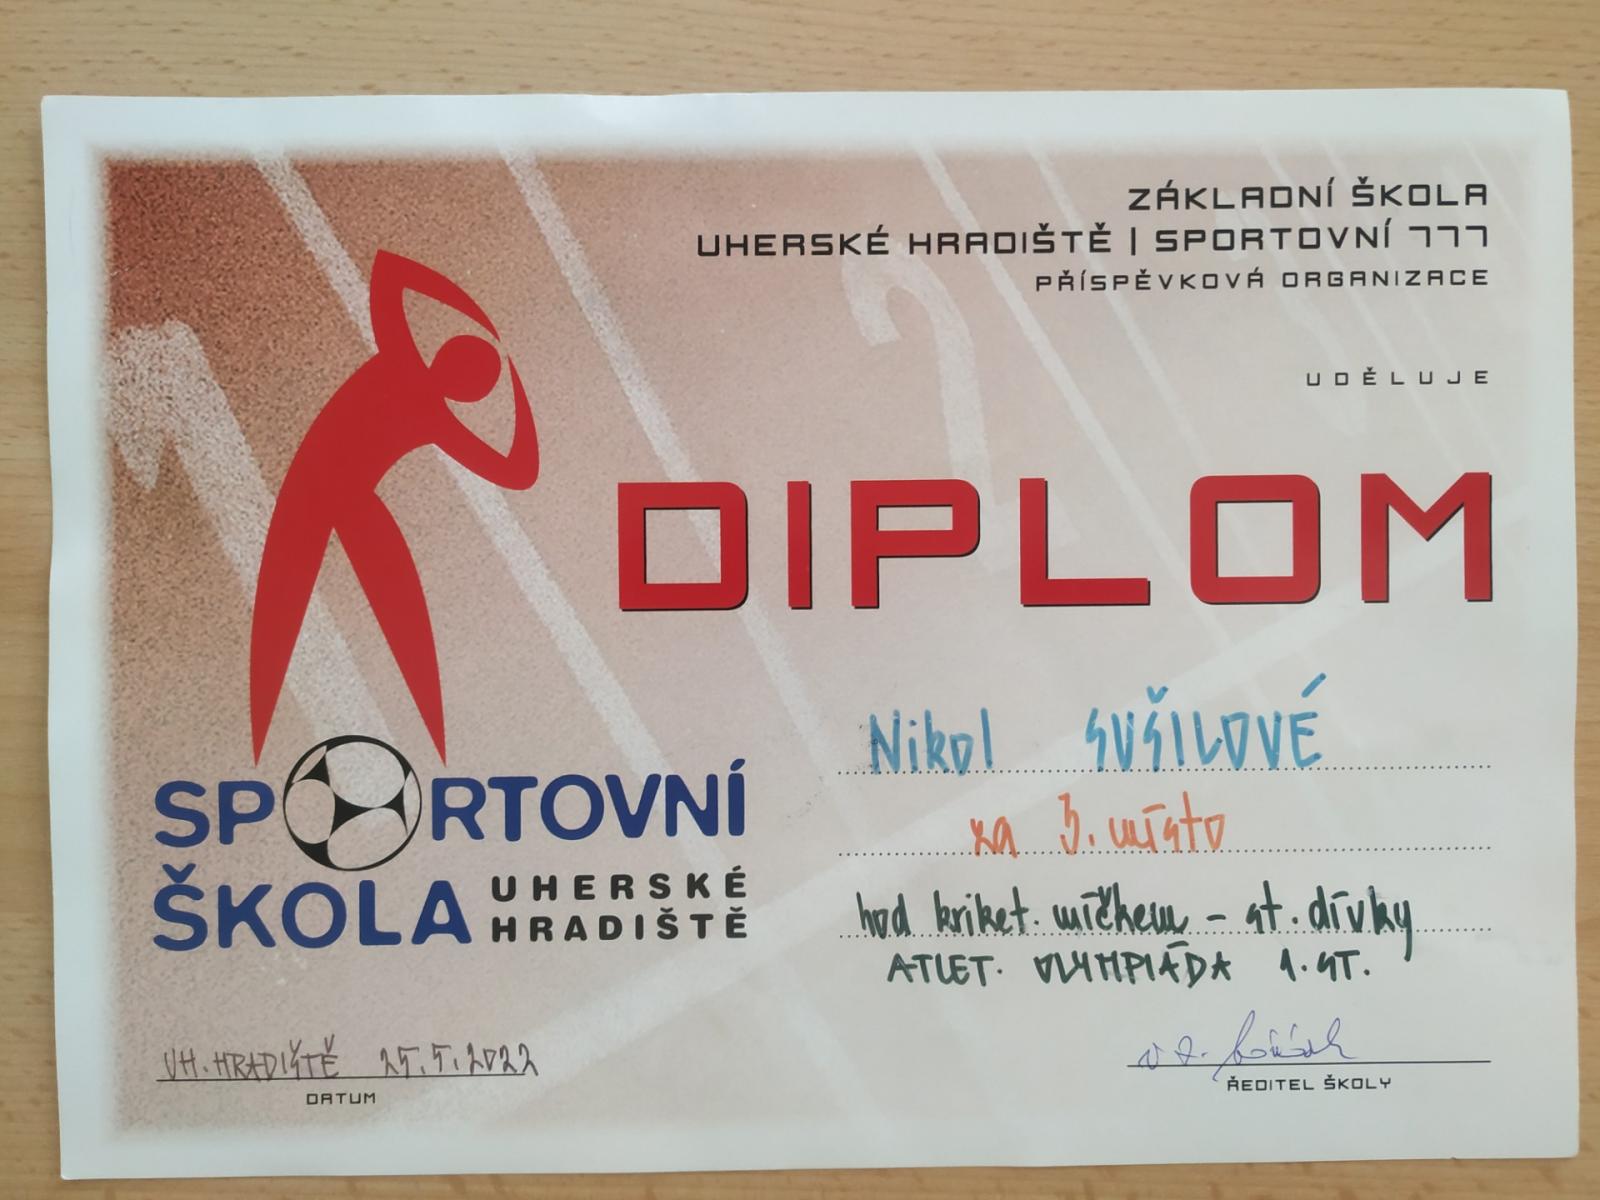 ZÁKLADNÍ ŠKOLA
UHERSKÉ HRADIŠTĚ | SPORTOVNÍ 777
PŘÍSPĚVKOVÁ ORGANIZACE
UDĚLUJE
DIPLOM
Nikol SUŠILOVÉ
za 3. místo
hod kriket. míčkem - st. dívky
ATLET. OLYMPIÁDA 1. ST.
SPORTOVNÍ
ŠKOLA UHERSKÉ
HRADIŠTĚ
UH. HRADIŠTĚ 25.5.2022
DATUM
ŘEDITEL ŠKOLY